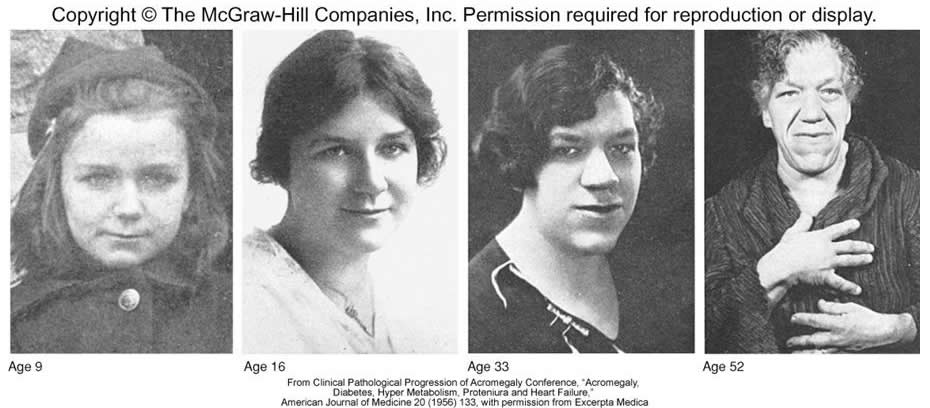 Copyright © The McGraw-Hill Companies, Inc. Permission required for reproduction or display.
Age 9
Age 16
Age 33
Age 52
From Clinical Pathological Progression of Acromegaly Conference, “Acromegaly,
Diabetes, Hyper Metabolism, Proteniura and Heart Failure,”
American Journal of Medicine 20 (1956) 133, with permission from Excerpta Medica